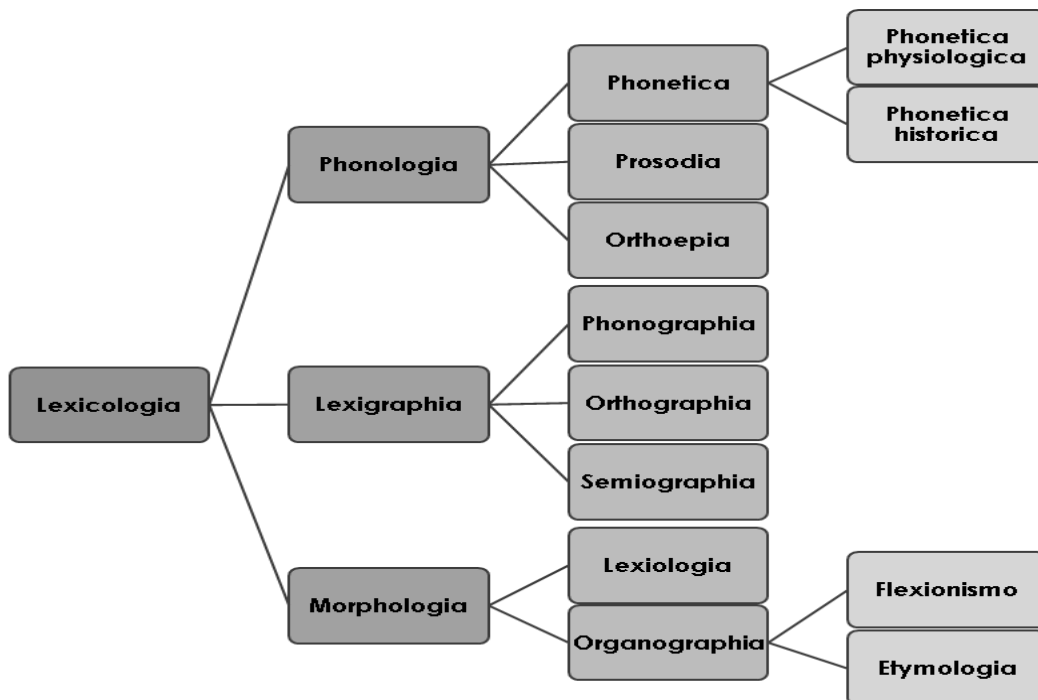 Phonetica
physiologica
Phonetica
Phonetica
historica
Phonologia
Prosodia
Orthoepia
Phonographia
Lexicologia
Lexigraphia
Orthographia
Semiographia
Lexiologia
Morphologia
Flexionismo
Organographia
Etymologia